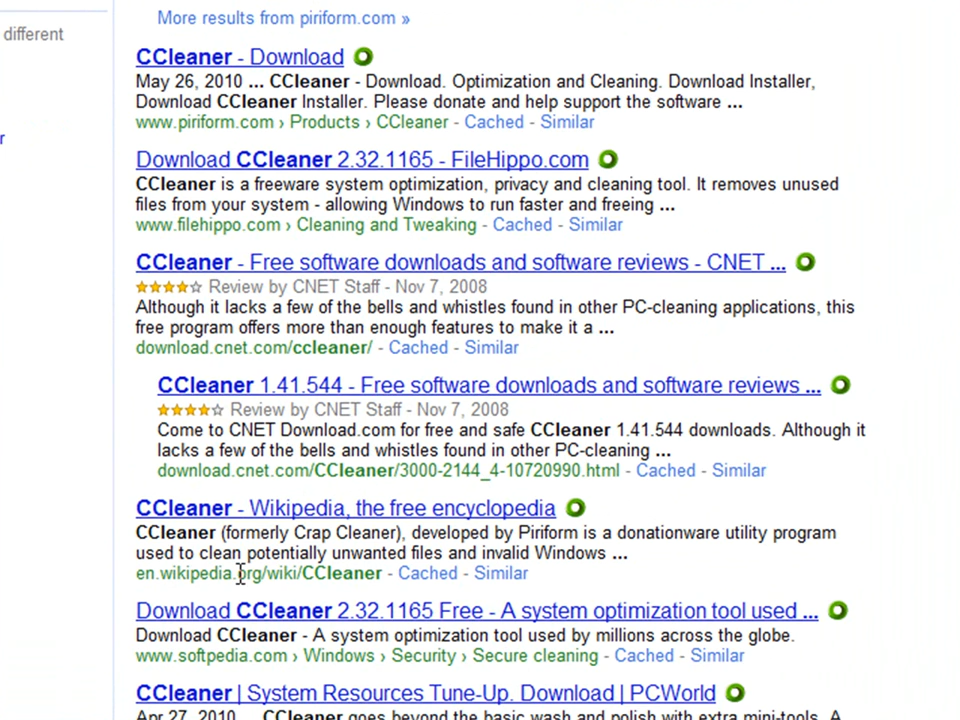 More results from piriform.com »
different
CCleaner - Download
May 26, 2010 ... CCleaner - Download. Optimization and Cleaning. Download Installer,
Download CCleaner Installer. Please donate and help support the software ...
www.piriform.com › Products › CCleaner - Cached - Similar
r
Download CCleaner 2.32.1165 - FileHippo.com
CCleaner is a freeware system optimization, privacy and cleaning tool. It removes unused
files from your system - allowing Windows to run faster and freeing ...
www.filehippo.com › Cleaning and Tweaking - Cached - Similar
CCleaner - Free software downloads and software reviews - CNET ...
Review by CNET Staff - Nov 7, 2008
Although it lacks a few of the bells and whistles found in other PC-cleaning applications, this
free program offers more than enough features to make it a ...
download.cnet.com/ccleaner/ - Cached - Similar
CCleaner 1.41.544 - Free software downloads and software reviews ...
Review by CNET Staff - Nov 7, 2008
Come to CNET Download.com for free and safe CCleaner 1.41.544 downloads. Although it
lacks a few of the bells and whistles found in other PC-cleaning ...
download.cnet.com/CCleaner/3000-2144_4-10720990.html - Cached - Similar
CCleaner - Wikipedia, the free encyclopedia
CCleaner (formerly Crap Cleaner), developed by Piriform is a donationware utility program
used to clean potentially unwanted files and invalid Windows ...
en.wikipedia.org/wiki/CCleaner - Cached - Similar
Download CCleaner 2.32.1165 Free - A system optimization tool used ...
Download CCleaner - A system optimization tool used by millions across the globe.
www.softpedia.com › Windows › Security › Secure cleaning - Cached - Similar
CCleaner | System Resources Tune-Up. Download | PCWorld
Apr 27, 2010 ... CCleaner goes beyond the basic wash and polish with extra mini-tools. A